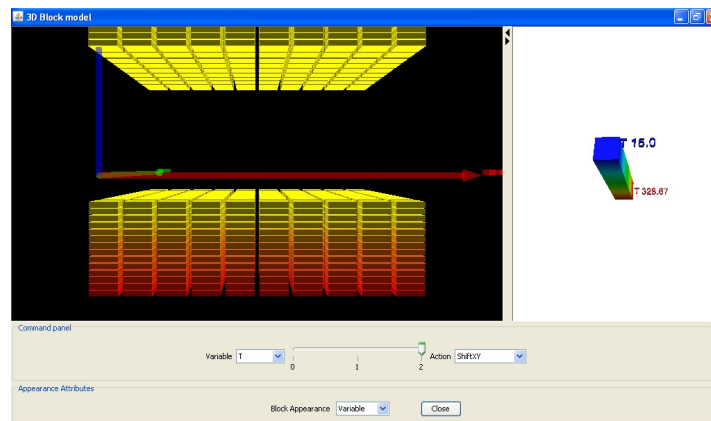 3D Block model
T 15.0
T 328.67
Command panel
Variable T Action ShiftXY
0 1 2
Appearance Attributes
Block Appearance Variable Close